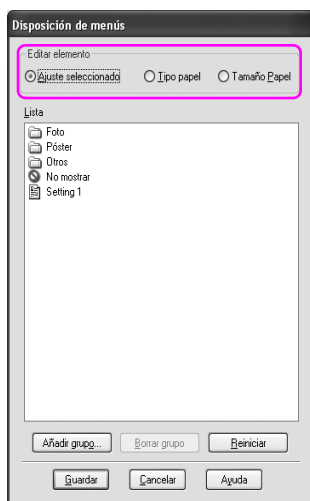 Disposición de menús
Editar elemento
Ajuste seleccionado Tipo papel Tamaño Papel
Lista
Foto
Póster
Otros
No mostrar
Setting 1
Añadir grupo... Borrar grupo Reiniciar
Guardar Cancelar Ayuda